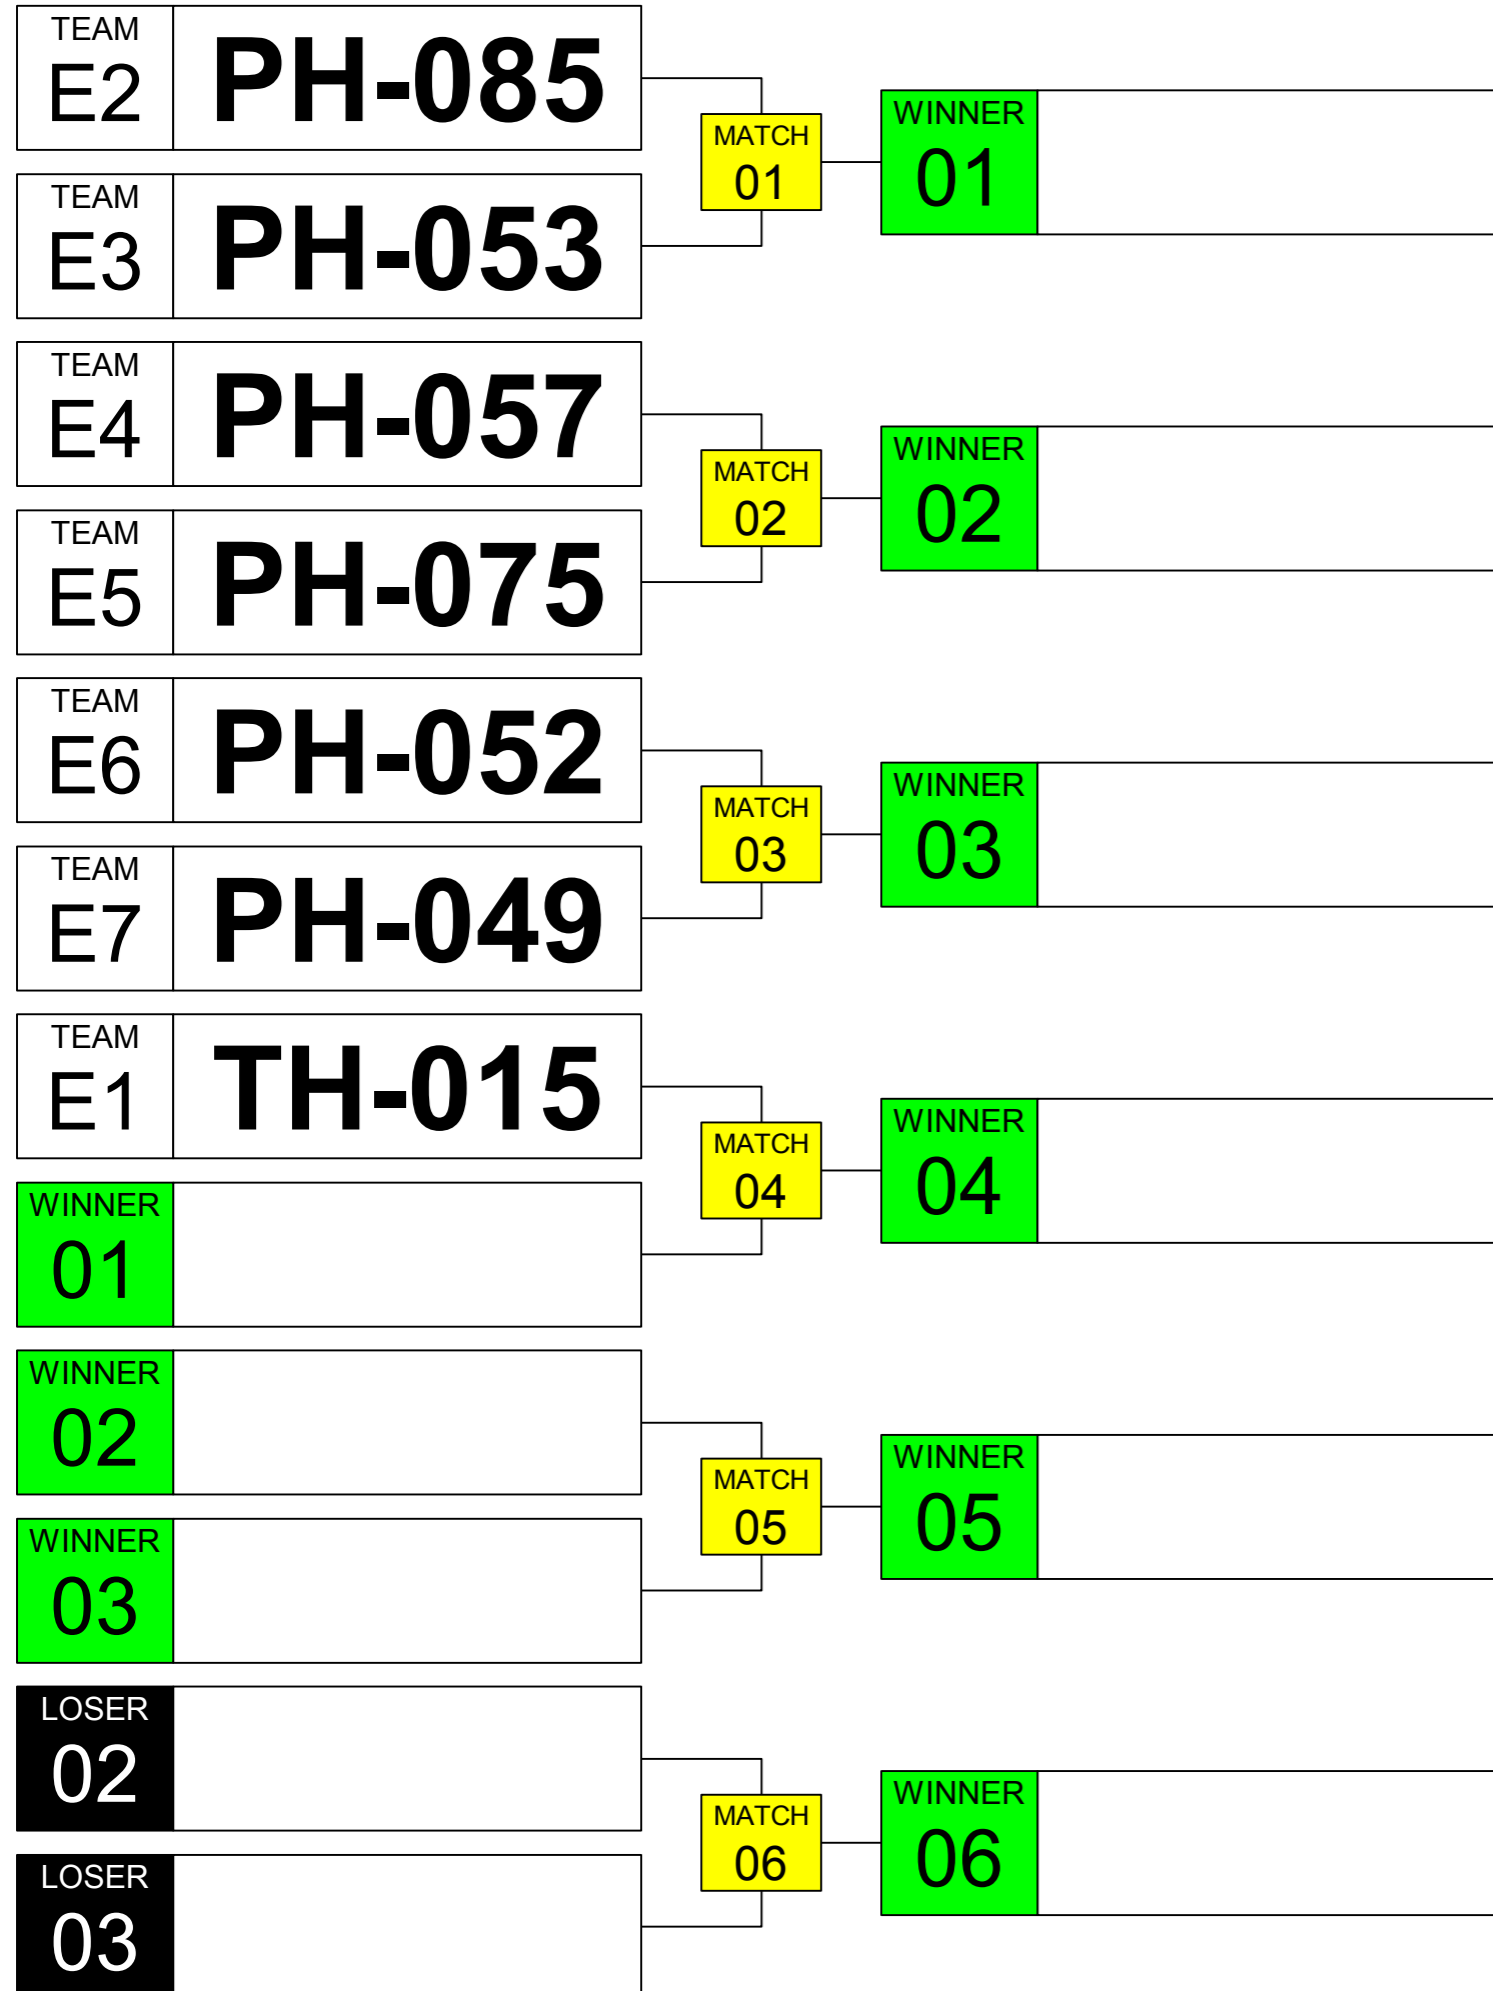 TEAM
E2
PH-085
TEAM
E3
PH-053
MATCH
01
WINNER
01
TEAM
E4
PH-057
TEAM
E5
PH-075
MATCH
02
WINNER
02
TEAM
E6
PH-052
TEAM
E7
PH-049
MATCH
03
WINNER
03
TEAM
E1
TH-015
WINNER
01
MATCH
04
WINNER
04
WINNER
02
WINNER
03
MATCH
05
WINNER
05
LOSER
02
LOSER
03
MATCH
06
WINNER
06